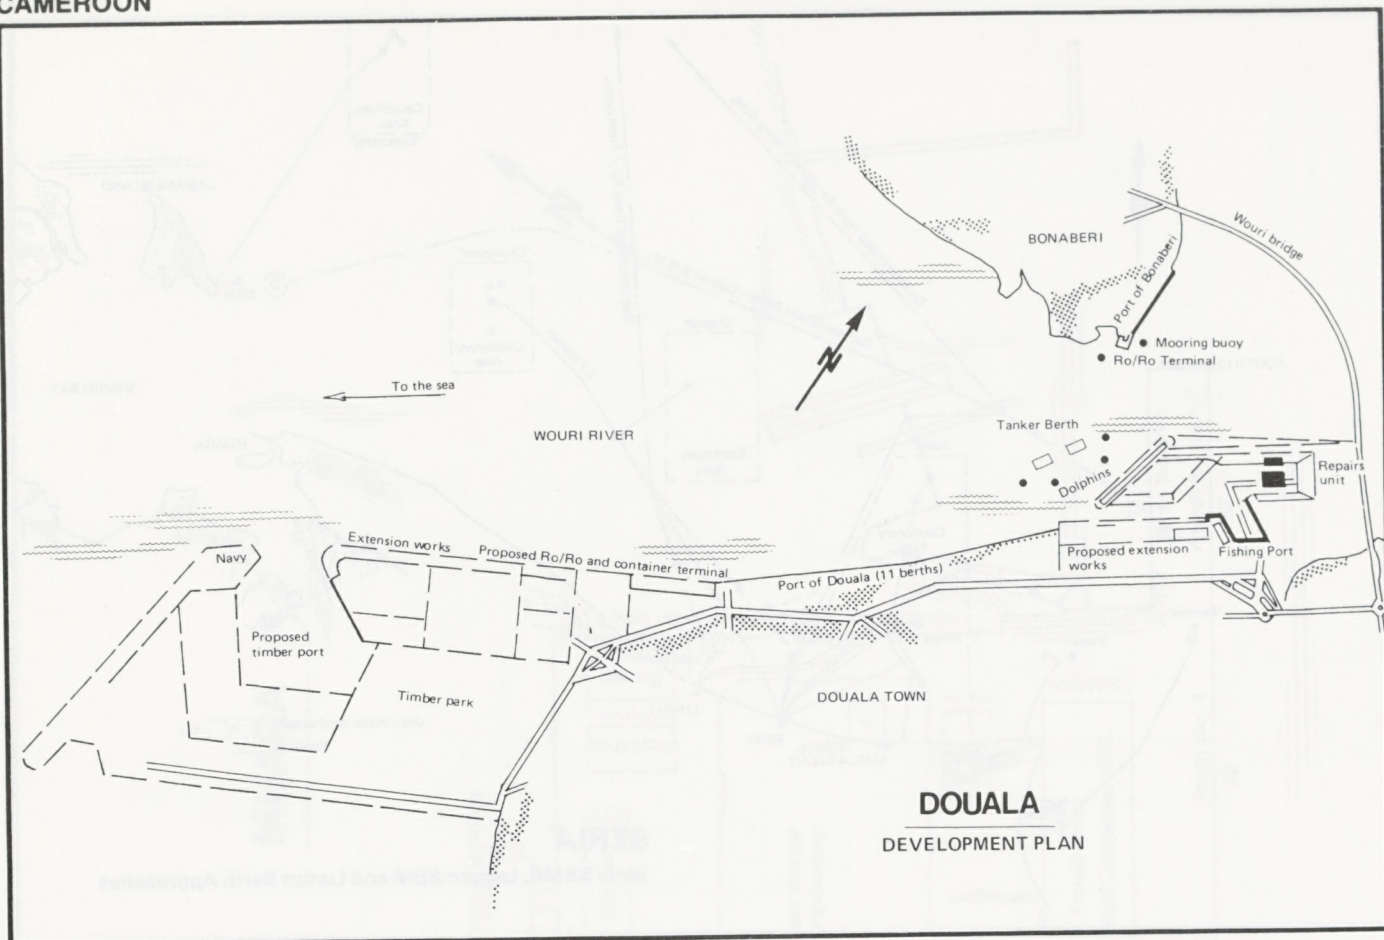 CAMEROON
BONABERI
Wouri bridge
Port of Bonaberi
Mooring buoy
Ro/Ro Terminal
N
To the sea
WOURI RIVER
Tanker Berth
Dolphins
Repairs
unit
Navy
Extension works
Proposed Ro/Ro and container terminal
Port of Douala (11 berths)
Proposed extension
works
Fishing Port
Proposed
timber port
Timber park
DOUALA TOWN
DOUALA
DEVELOPMENT PLAN